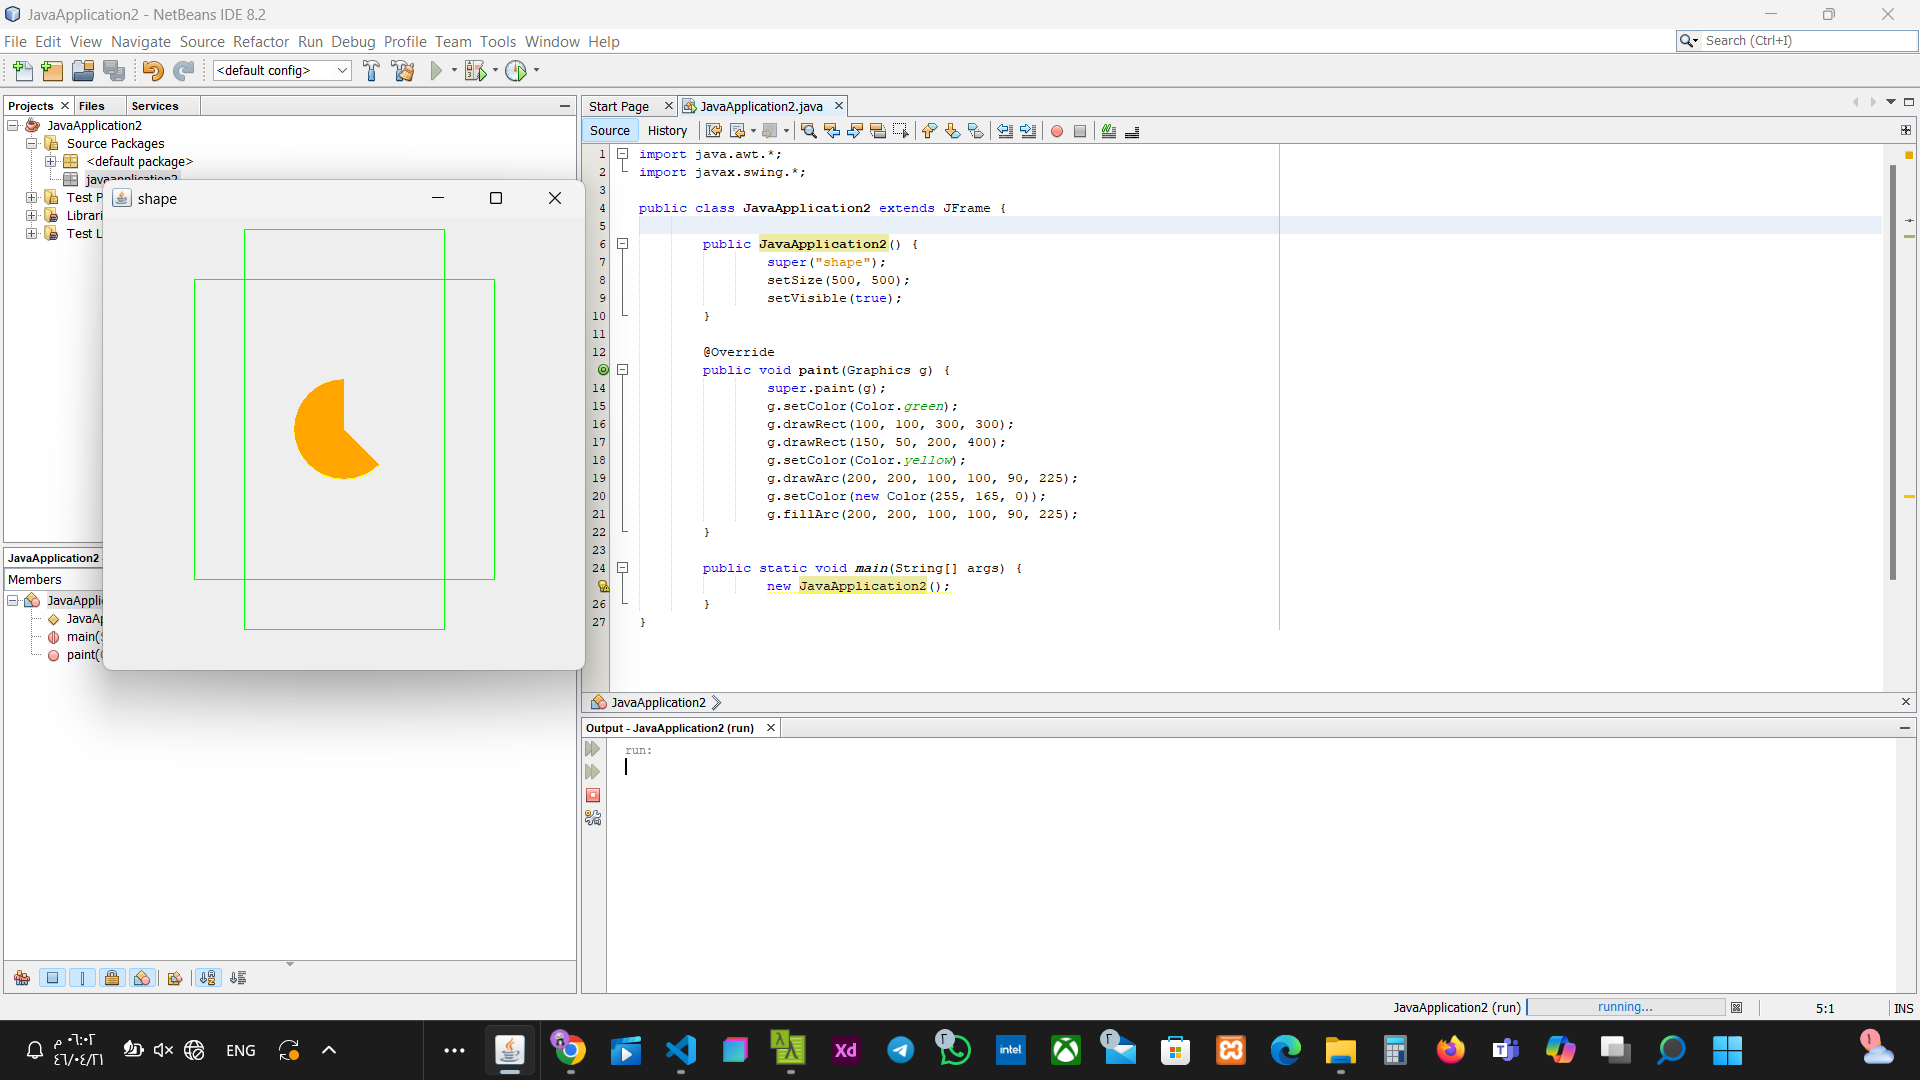 JavaApplication2 - NetBeans IDE 8.2
File Edit View Navigate Source Refactor Run Debug Profile Team Tools Window Help
Search (Ctrl+I)
<default config>
Projects
Files
Services
JavaApplication2
Source Packages
<default package>
javaapplication2
Test P
Librari
Test L
shape
JavaApplication2
Members
JavaAppli
JavaAp
main(S
paint(
Start Page
JavaApplication2.java
Source
History
1 import java.awt.*;
2 import javax.swing.*;
3
4 public class JavaApplication2 extends JFrame {
5
6 public JavaApplication2() {
7 super("shape");
8 setSize(500, 500);
9 setVisible(true);
10 }
11
12 @Override
public void paint(Graphics g) {
14 super.paint(g);
15 g.setColor(Color.green);
16 g.drawRect(100, 100, 300, 300);
17 g.drawRect(150, 50, 200, 400);
18 g.setColor(Color.yellow);
19 g.drawArc(200, 200, 100, 100, 90, 225);
20 g.setColor(new Color(255, 165, 0));
21 g.fillArc(200, 200, 100, 100, 90, 225);
22 }
23
24 public static void main(String[] args) {
new JavaApplication2();
26 }
27 }
JavaApplication2
Output - JavaApplication2 (run)
run:
JavaApplication2 (run)
running...
5:1
INS
٠٦:٠٢ م
٤٦/٠٤/٢١
ENG
Xd
intel
1